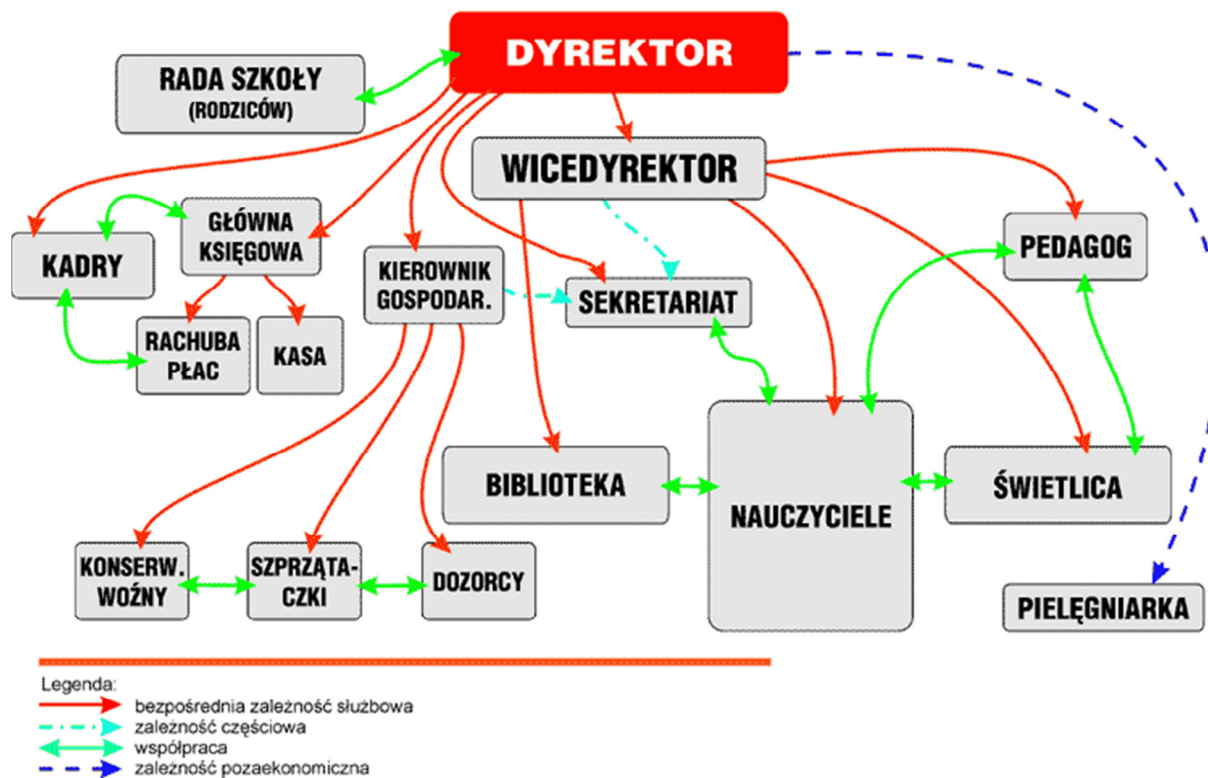 DYREKTOR
RADA SZKOŁY
(RODZICÓW)
WICEDYREKTOR
GŁÓWNA
KSIĘGOWA
KADRY
KIEROWNIK
GOSPODAR.
SEKRETARIAT
PEDAGOG
RACHUBA
PŁAC
KASA
BIBLIOTEKA
NAUCZYCIELE
ŚWIETLICA
KONSERW.
WOŹNY
SZPRZĄTA-
CZKI
DOZORCY
PIELĘGNIARKA
Legenda:
bezpośrednia zależność służbowa
zależność częściowa
współpraca
zależność pozaekonomiczna